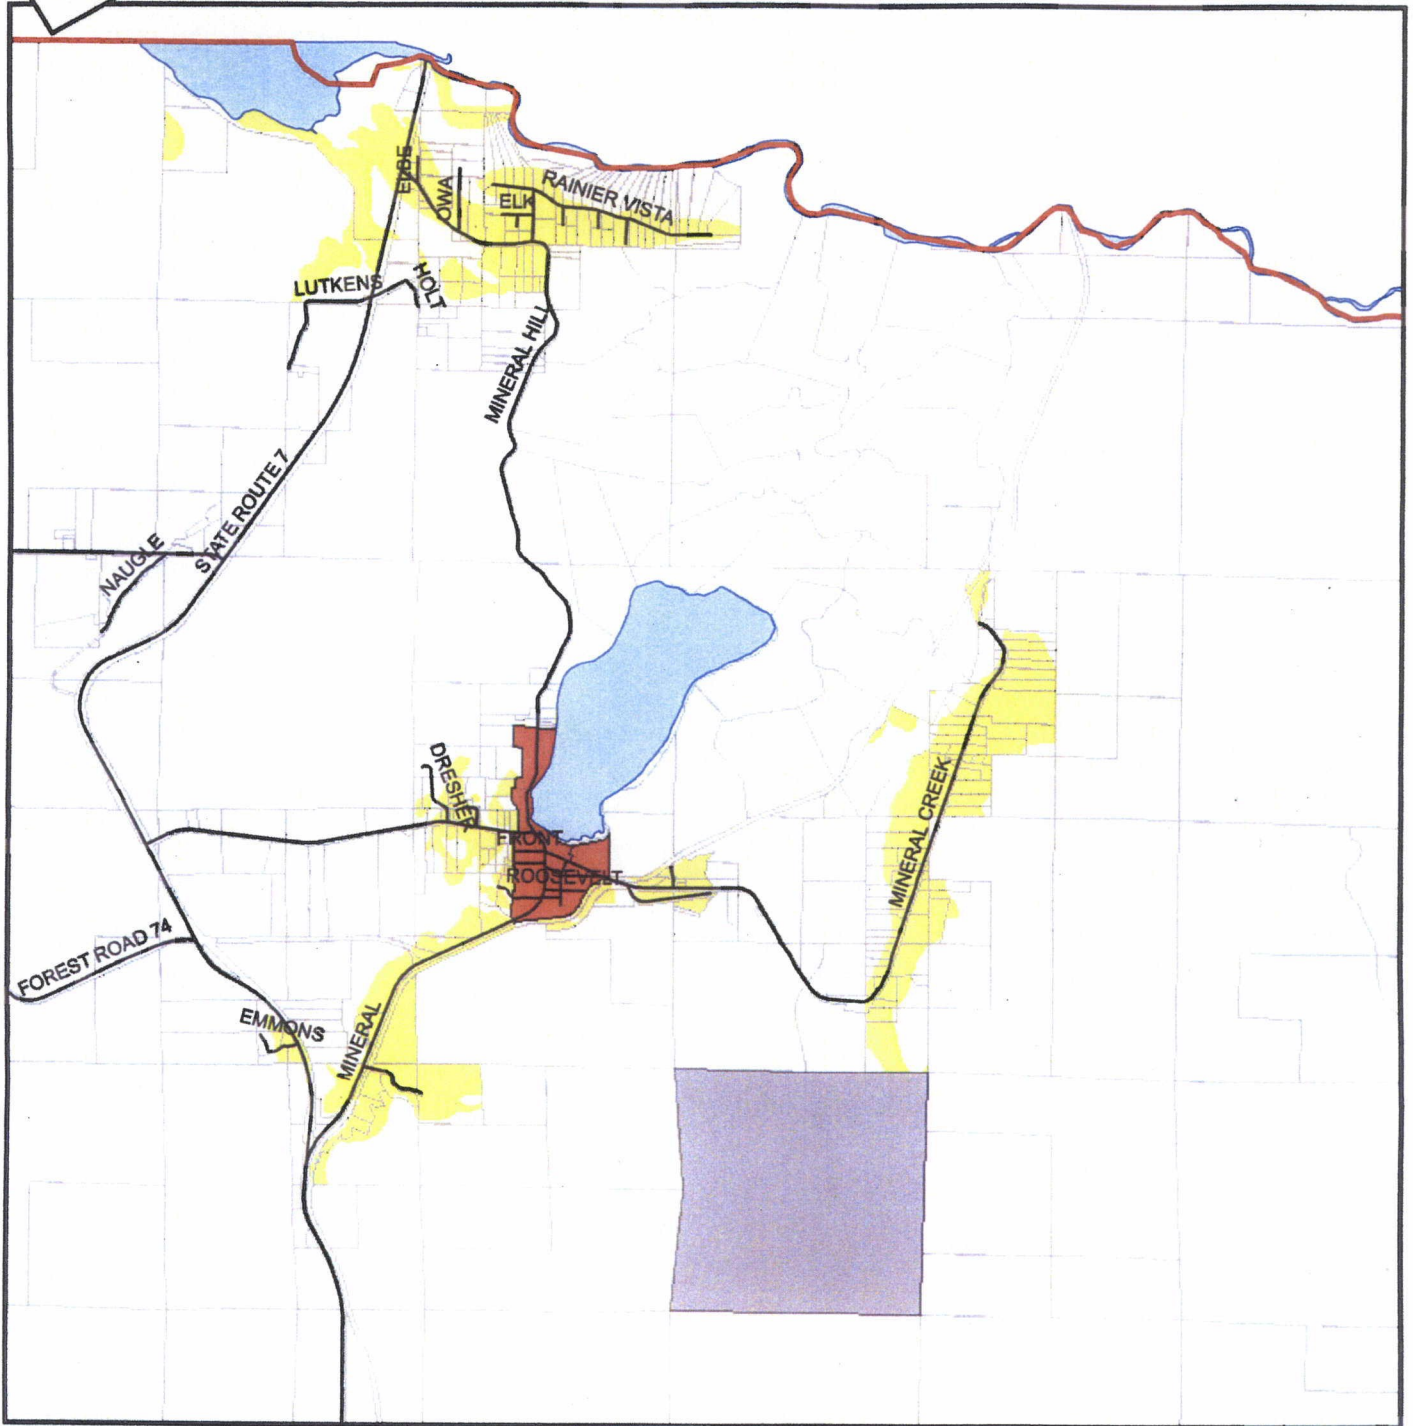 ELBE
IOWA
ELK
RAINIER VISTA
LUTKENS
HOLT
MINERAL HILL
STATE ROUTE 7
NAUGLE
DRESHER
FRONT
ROOSEVELT
MINERAL CREEK
FOREST ROAD 74
EMMONS
MINERAL